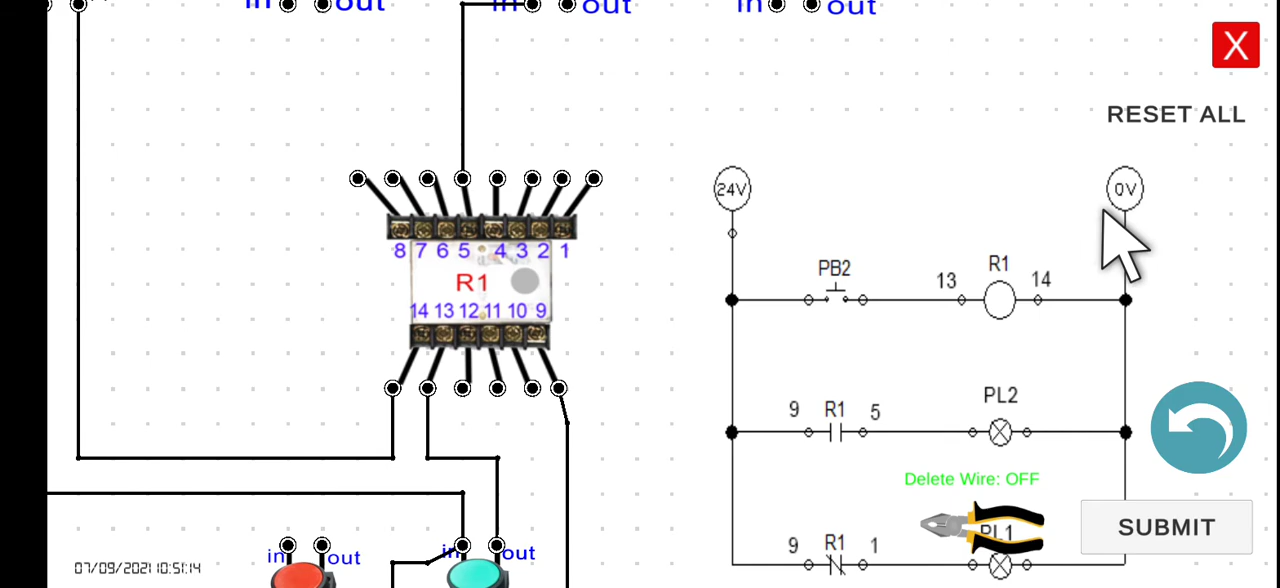 in out in out in out
X
RESET ALL
24V 0V
8 7 6 5 4 3 2 1
R1
14 13 12 11 10 9
PB2 13 R1 14
9 R1 5 PL2
Delete Wire: OFF
9 R1 1 PL1
SUBMIT
in out in out
07/09/2021 10:51:14